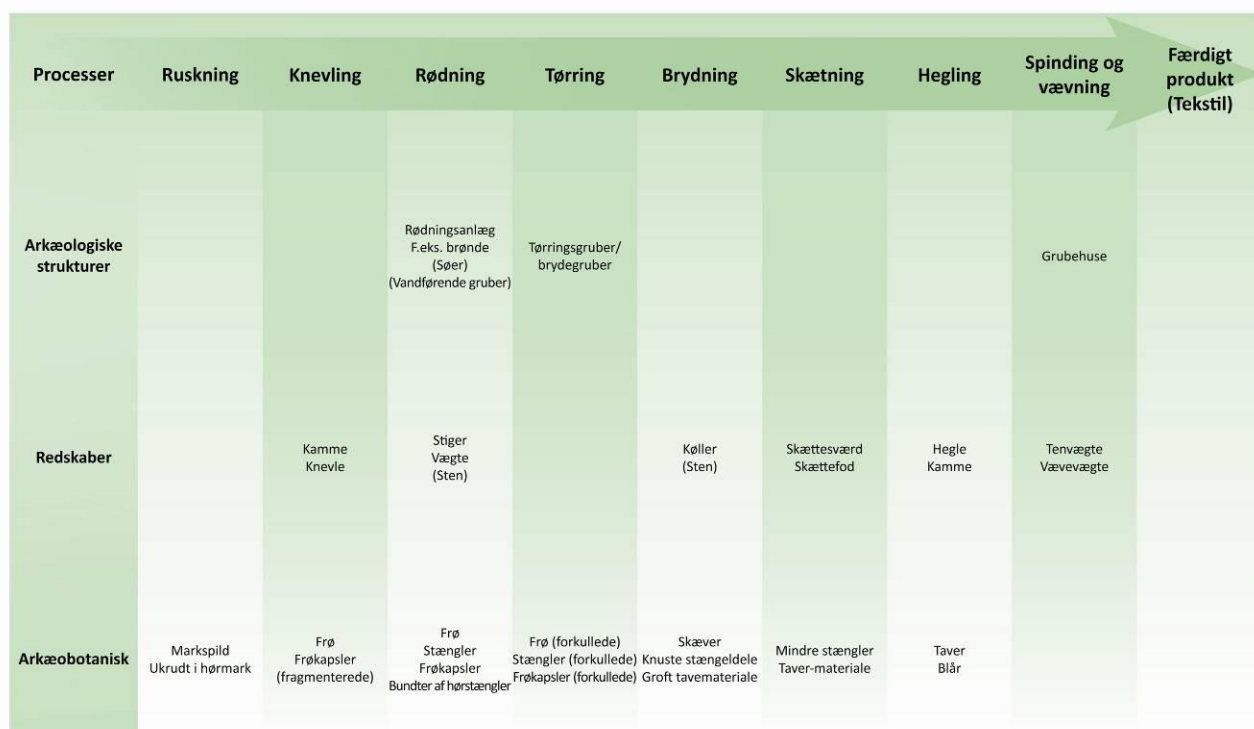 Processer
Ruskning
Knevling
Rødning
Tørring
Brydning
Skætning
Hegling
Spinding og
vævning
Færdigt
produkt
(Tekstil)
Arkæologiske
strukturer
Rødningsanlæg
F.eks. brønde
(Søer)
(Vandførende gruber)
Tørringsgruber/
brydegruber
Grubehuse
Redskaber
Kamme
Knevle
Stiger
Vægte
(Sten)
Køller
(Sten)
Skættesværd
Skættefod
Hegle
Kamme
Tenvægte
Vævevægte
Arkæobotanisk
Markspild
Ukrudt i hørmark
Frø
Frøkapsler
(fragmenterede)
Frø
Stængler
Frøkapsler
Bundter af hørstængler
Frø (forkullede)
Stængler (forkullede)
Frøkapsler (forkullede)
Skæver
Knuste stængeldele
Groft tavemateriale
Mindre stængler
Taver-materiale
Taver
Blår